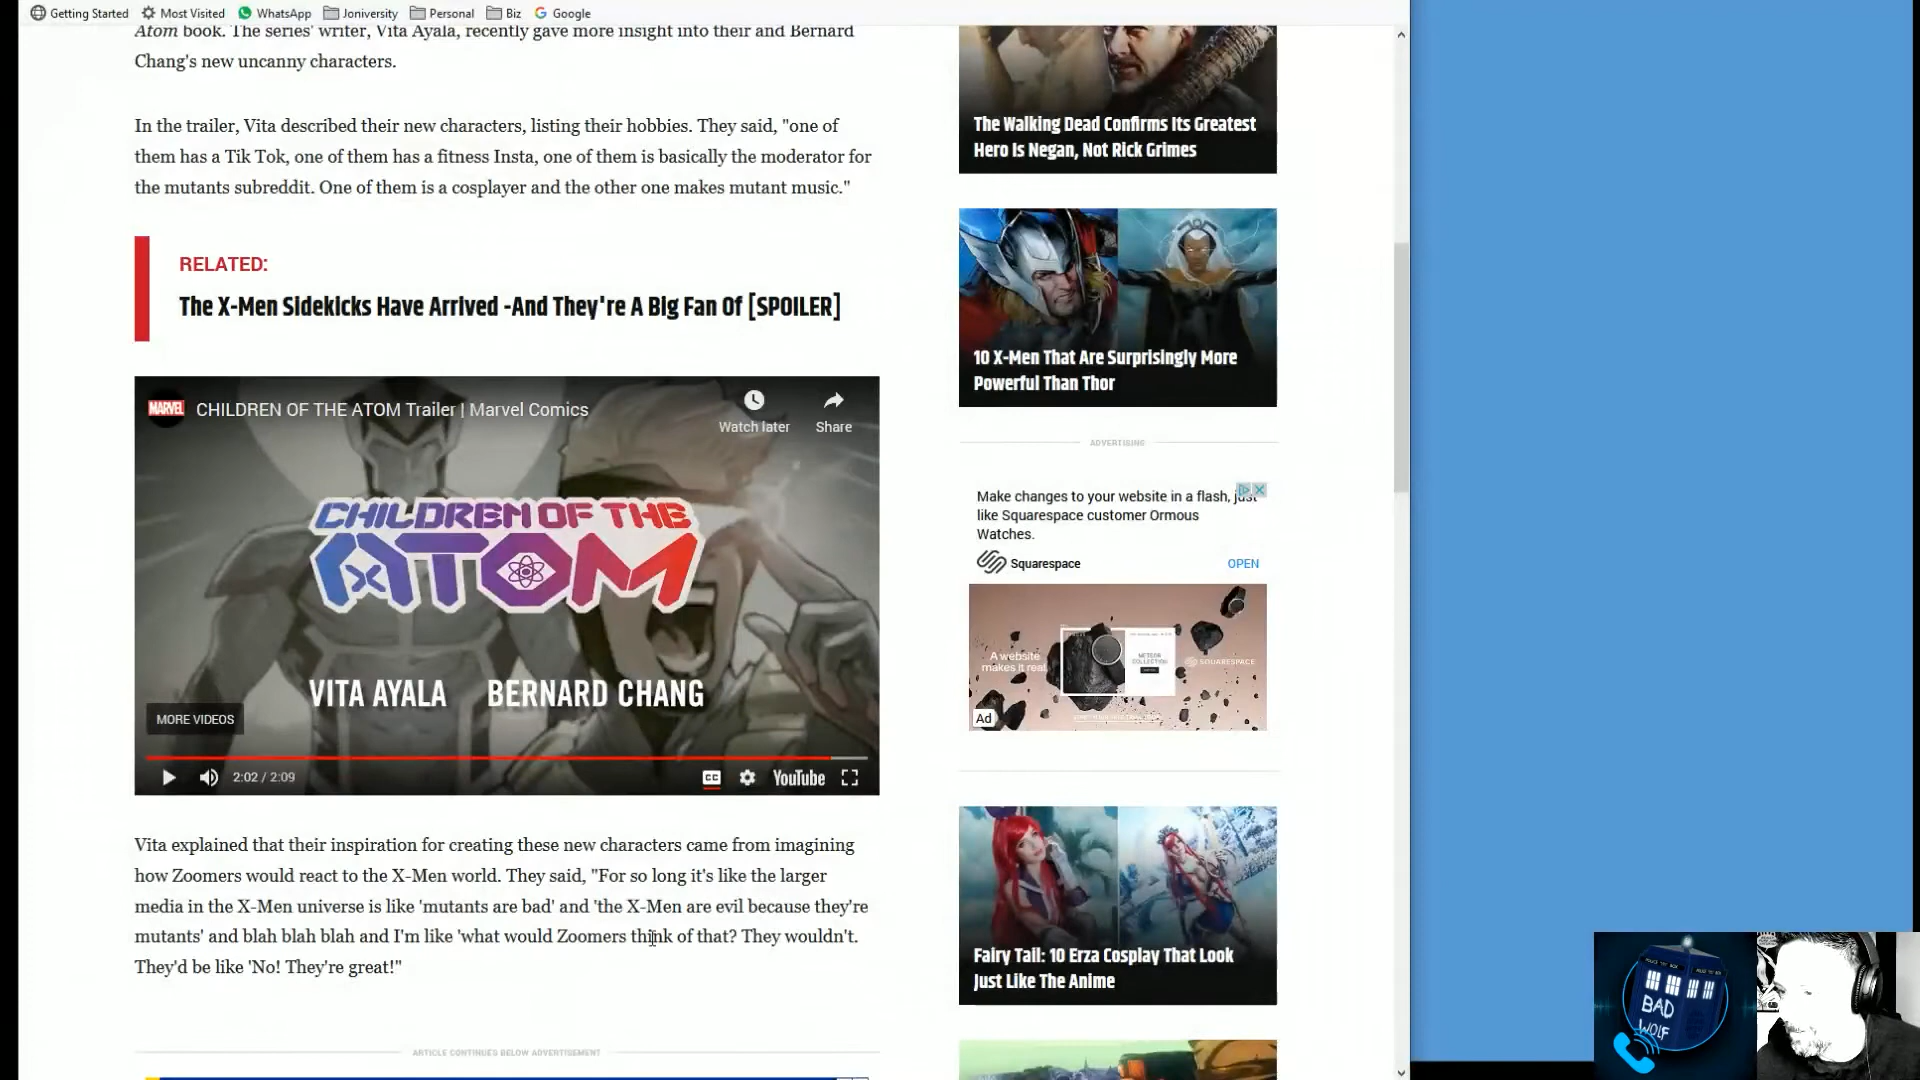 Getting Started Most Visited WhatsApp Joniversity Personal Biz Google
Atom book. The series' writer, Vita Ayala, recently gave more insight into their and Bernard
Chang's new uncanny characters.
In the trailer, Vita described their new characters, listing their hobbies. They said, "one of
them has a Tik Tok, one of them has a fitness Insta, one of them is basically the moderator for
the mutants subreddit. One of them is a cosplayer and the other one makes mutant music."
RELATED:
The X-Men Sidekicks Have Arrived -And They're A Big Fan Of [SPOILER]
MARVEL
CHILDREN OF THE ATOM Trailer | Marvel Comics
Watch later
Share
CHILDREN OF THE
ATOM
VITA AYALA BERNARD CHANG
MORE VIDEOS
2:02 / 2:09
CC
YouTube
Vita explained that their inspiration for creating these new characters came from imagining
how Zoomers would react to the X-Men world. They said, "For so long it's like the larger
media in the X-Men universe is like 'mutants are bad' and 'the X-Men are evil because they're
mutants' and blah blah blah and I'm like 'what would Zoomers think of that? They wouldn't.
They'd be like 'No! They're great!"
ARTICLE CONTINUES BELOW ADVERTISEMENT
The Walking Dead Confirms Its Greatest
Hero Is Negan, Not Rick Grimes
10 X-Men That Are Surprisingly More
Powerful Than Thor
ADVERTISING
Make changes to your website in a flash, just
like Squarespace customer Ormous
Watches.
Squarespace
OPEN
A website
makes it real.
METEOR
COLLECTION
SQUARESPACE
Ad
Fairy Tail: 10 Erza Cosplay That Look
Just Like The Anime
BAD
WOLF